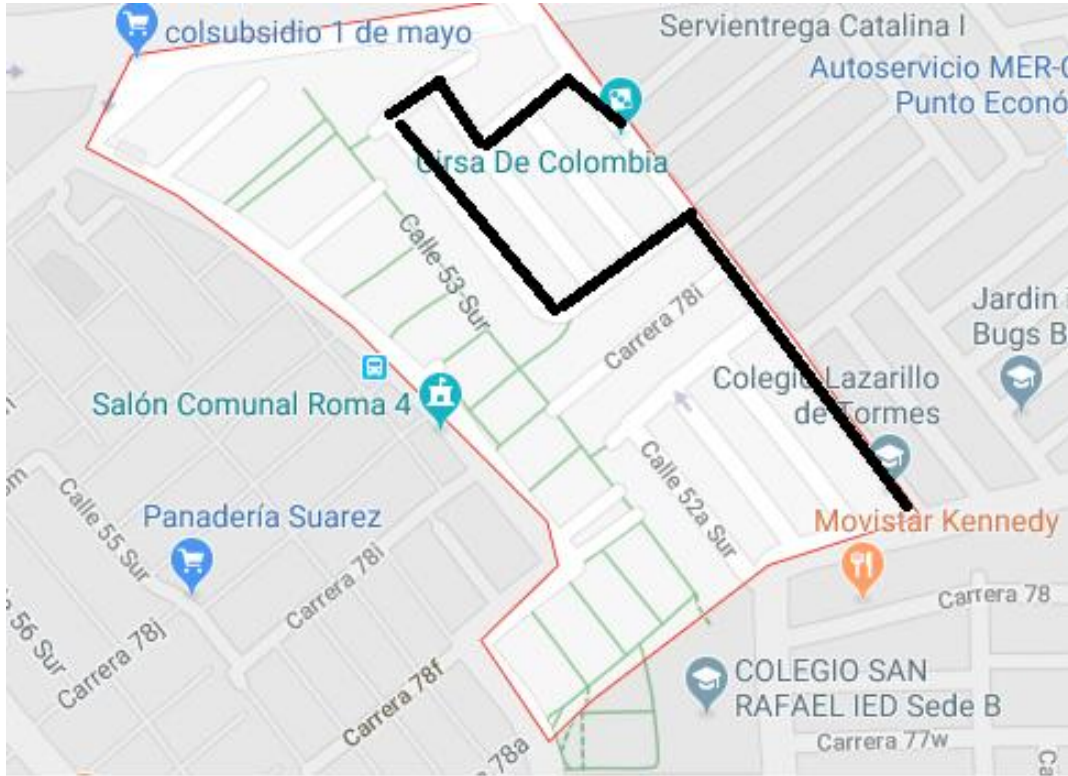 Servientrega Catalina I
colsubsidio 1 de mayo
Autoservicio MER-
Punto Econó
Girsa De Colombia
Calle 53 Sur
Carrera 78i
Jardin
Bugs B
Colegio Lazarillo
de Tormes
Salón Comunal Roma 4
Calle 52a Sur
Calle 55 Sur
Panadería Suarez
Movistar Kennedy
Carrera 78i
Carrera 78
56 Sur
Carrera 78j
COLEGIO SAN
RAFAEL IED Sede B
Carrera 78f
Carrera 77w
78a
Ca